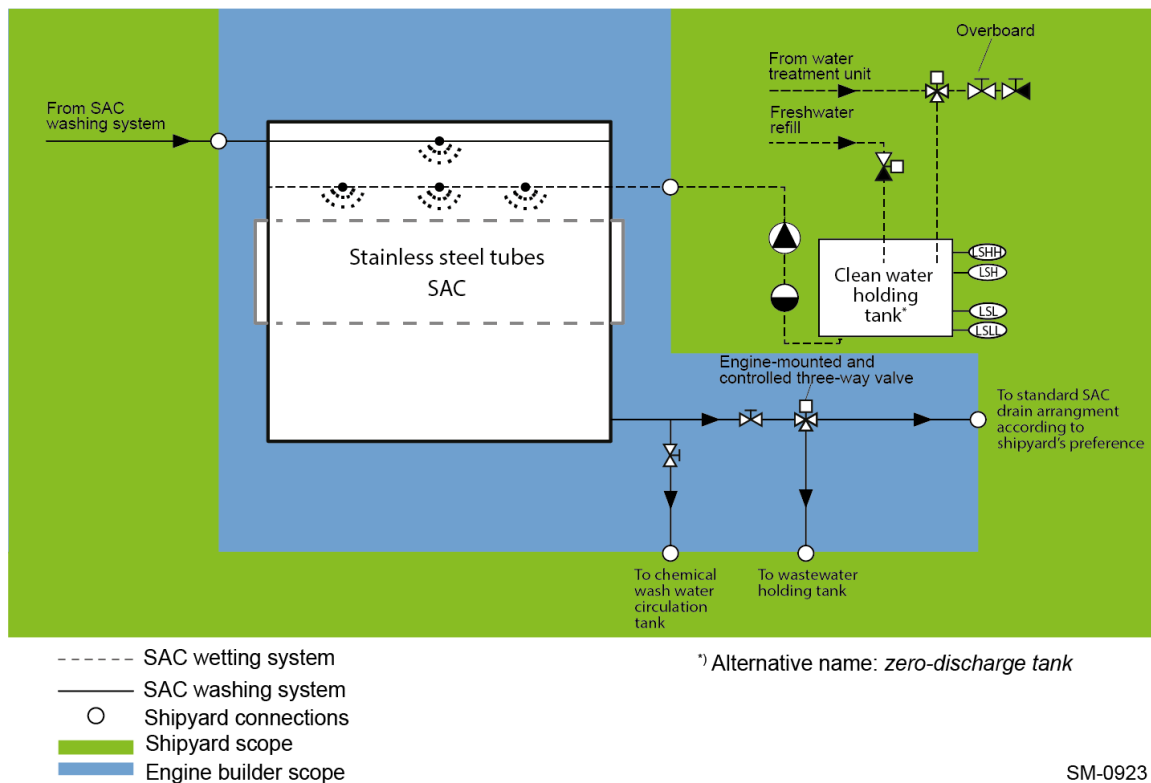 Overboard
From water
treatment unit
Freshwater
refill
From SAC
washing system
Stainless steel tubes
SAC
Clean water
holding
tank*
LSHH
LSH
LSL
LSLL
Engine-mounted and
controlled three-way valve
To standard SAC
drain arrangment
according to
shipyard's preference
To chemical
wash water
circulation
tank
To wastewater
holding tank
SAC wetting system
SAC washing system
Shipyard connections
Shipyard scope
Engine builder scope
*) Alternative name: zero-discharge tank
SM-0923